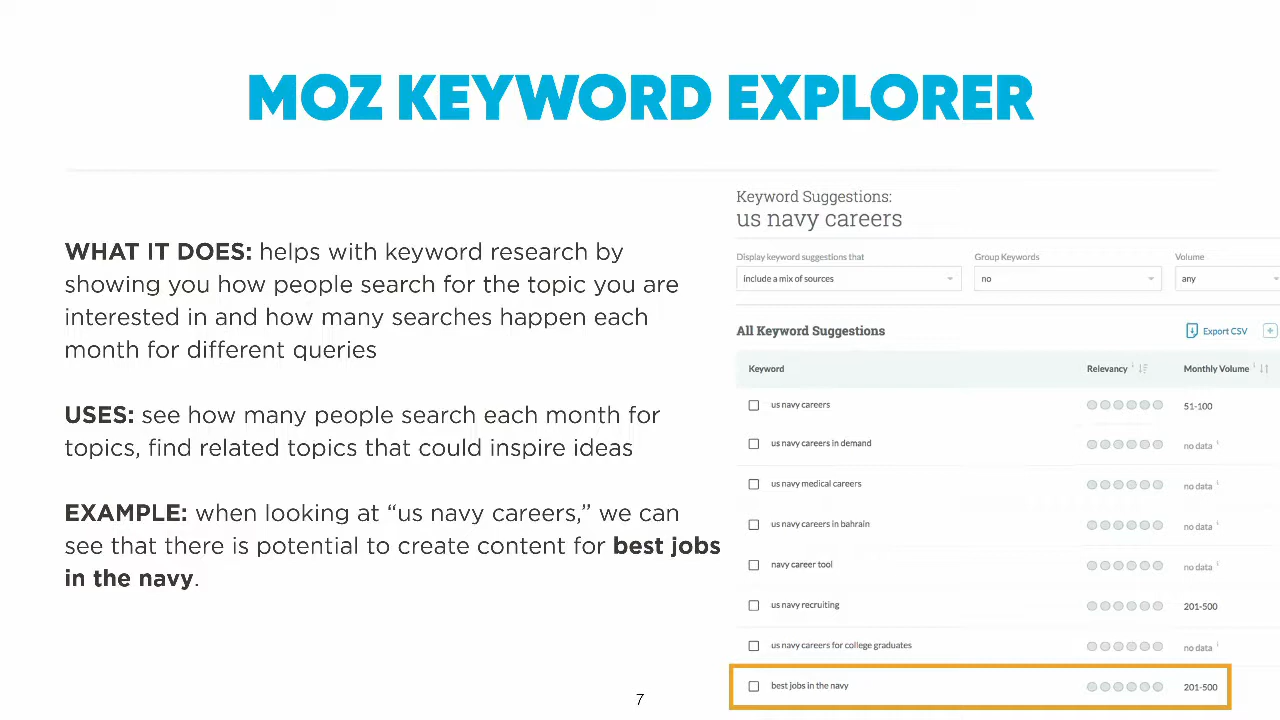 MOZ KEYWORD EXPLORER
WHAT IT DOES: helps with keyword research by
showing you how people search for the topic you are
interested in and how many searches happen each
month for different queries
USES: see how many people search each month for
topics, find related topics that could inspire ideas
EXAMPLE: when looking at “us navy careers,” we can
see that there is potential to create content for best jobs
in the navy.
Keyword Suggestions:
us navy careers
Display keyword suggestions that Group Keywords Volume
include a mix of sources no any
All Keyword Suggestions Export CSV
Keyword Relevancy Monthly Volume
us navy careers 51-100
us navy careers in demand no data
us navy medical careers no data
us navy careers in bahrain no data
navy career tool no data
us navy recruiting 201-500
us navy careers for college graduates no data
best jobs in the navy 201-500
7